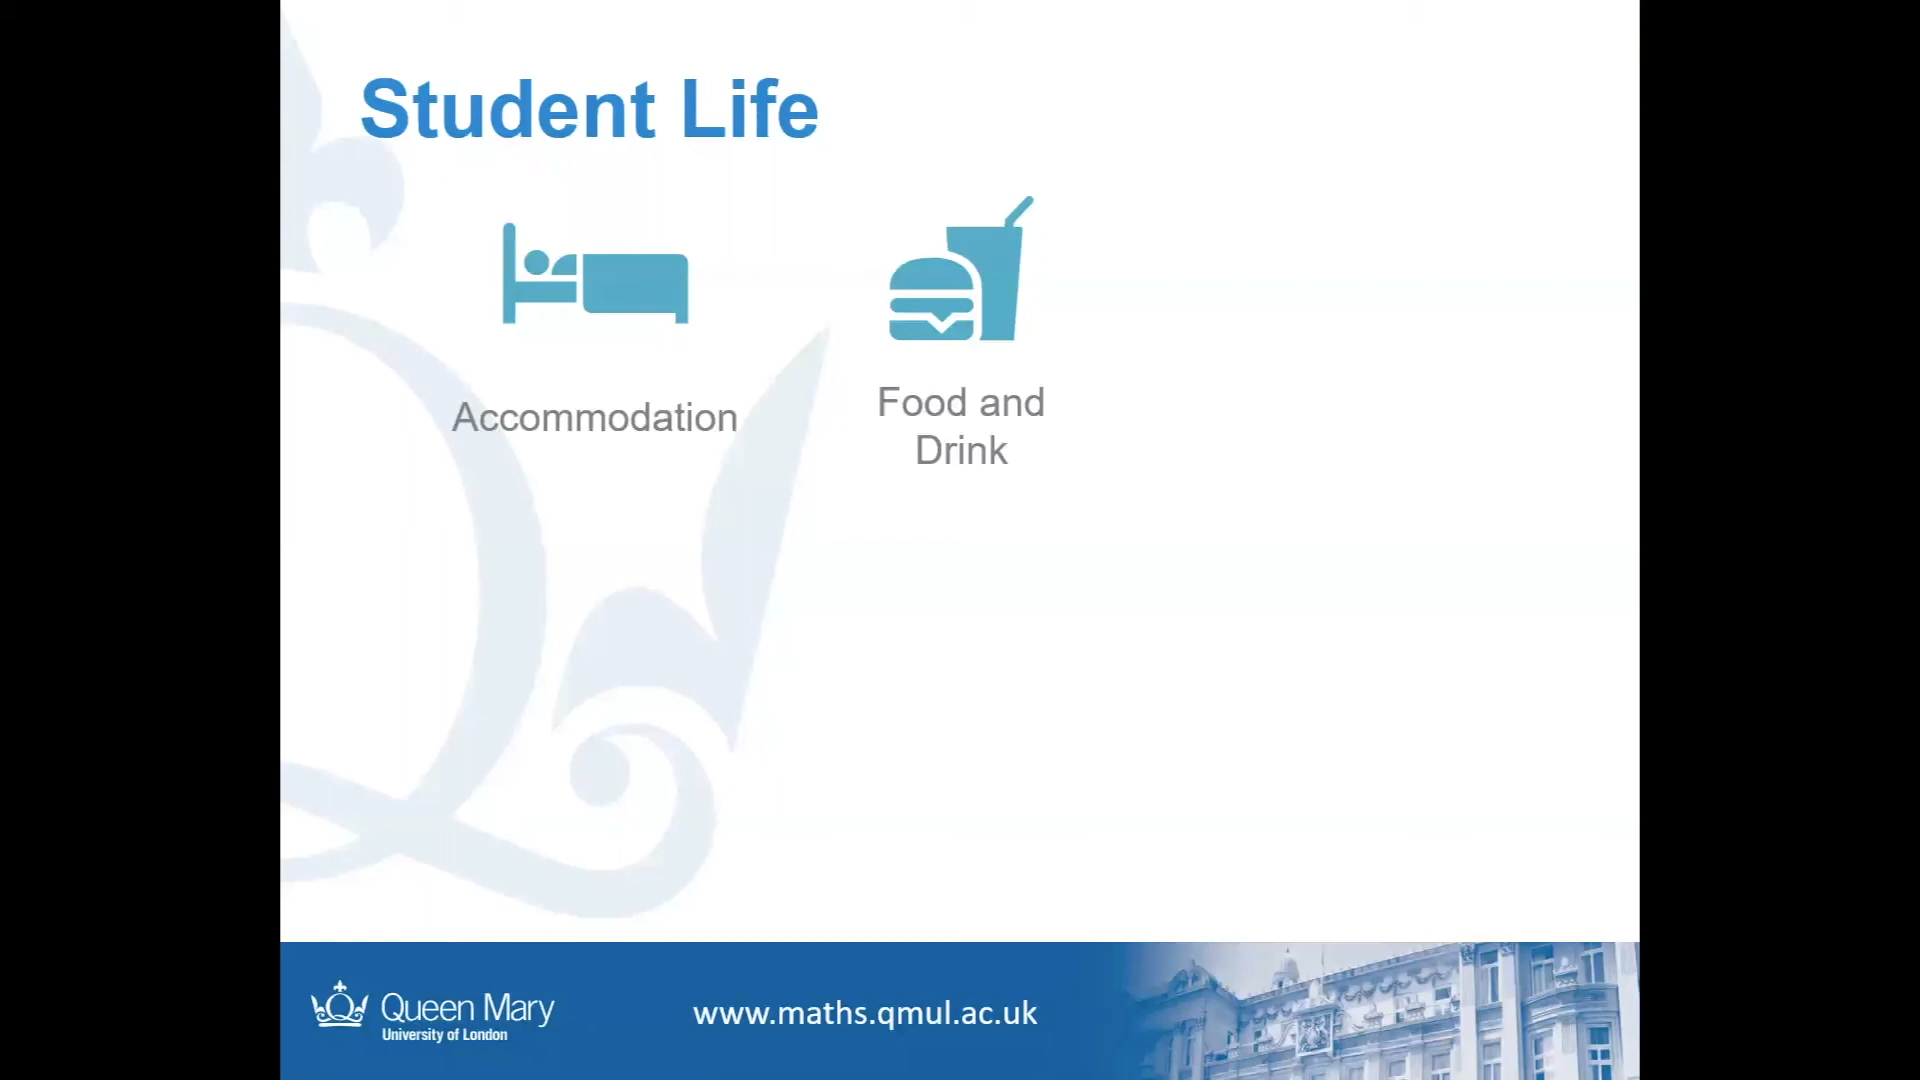 Student Life
Accommodation
Food and
Drink
Queen Mary
University of London
www.maths.qmul.ac.uk